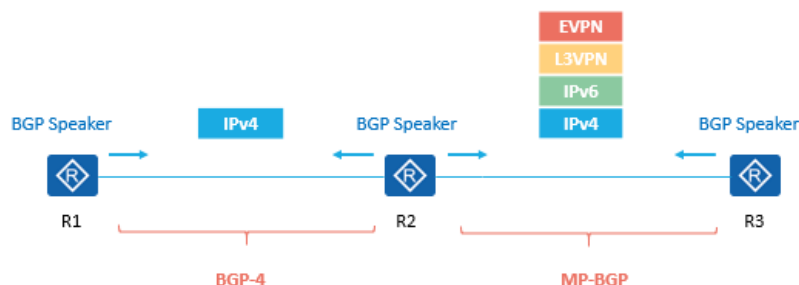 EVPN
L3VPN
IPv6
BGP Speaker IPv4 BGP Speaker IPv4 BGP Speaker
R R R
R1 R2 R3
BGP-4 MP-BGP